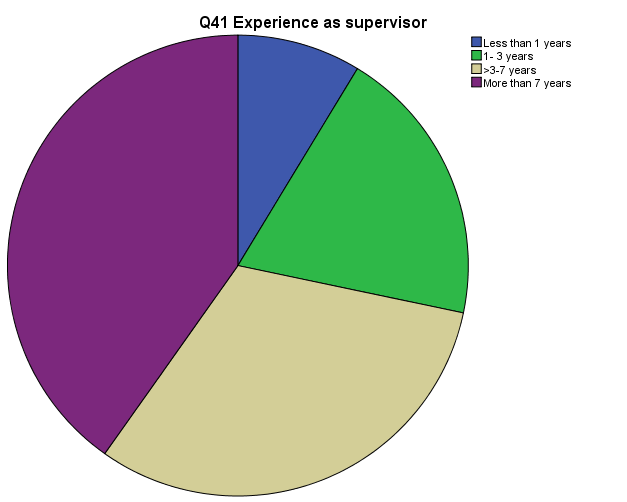 Q41 Experience as supervisor
Less than 1 years
1- 3 years
>3-7 years
More than 7 years